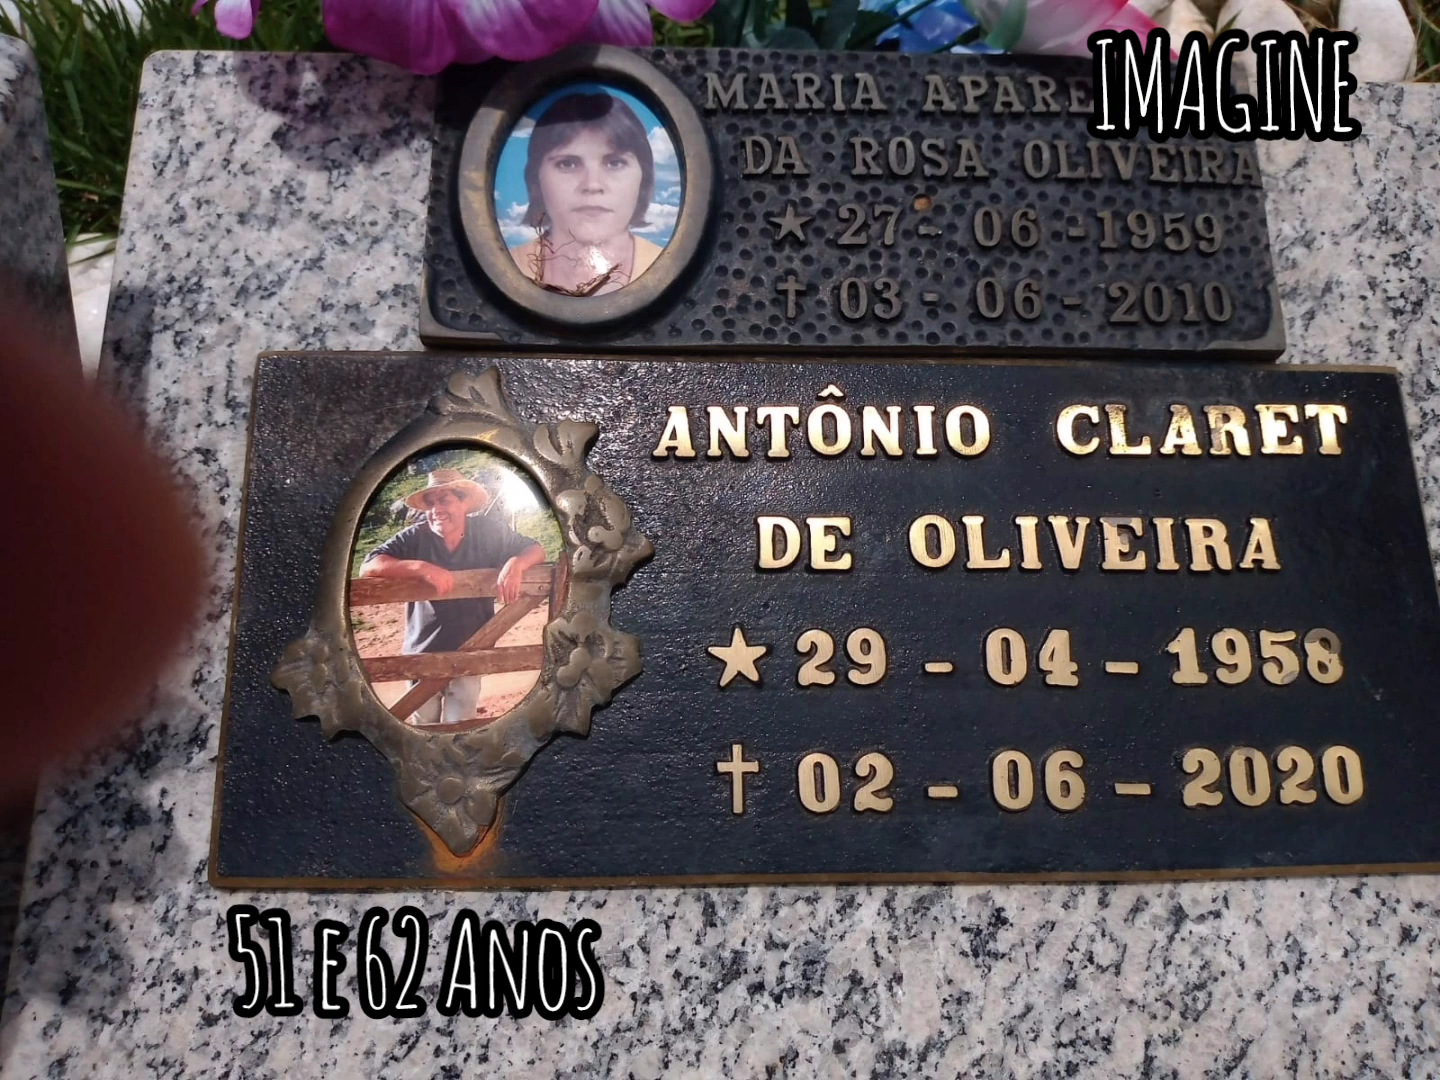 IMAGINE
MARIA
DA ROSA OLIVEIRA
★ 27 - 06 - 1959
✝ 03 - 06 - 2010
ANTÔNIO CLARET
DE OLIVEIRA
★ 29 - 04 - 1958
✝ 02 - 06 - 2020
51 E 62 ANOS